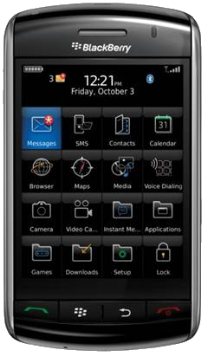 BlackBerry
3
12:21PM
Friday, October 3
31
Messages
SMS
Contacts
Calendar
Browser
Maps
Media
Voice Dialing
Camera
Video Ca...
Instant Me...
Applications
Games
Downloads
Setup
Lock